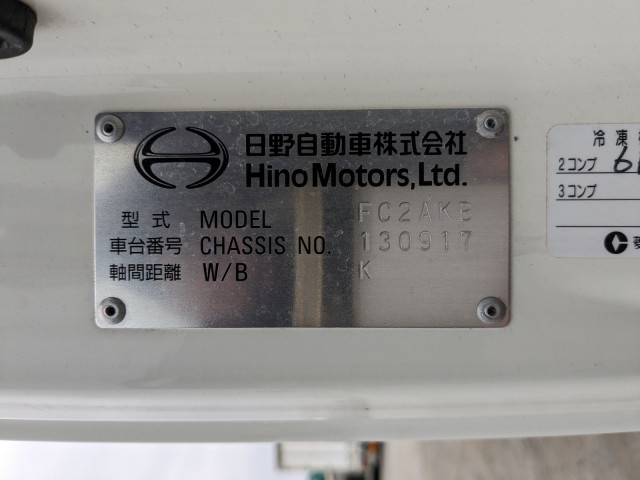 日野自動車株式会社
Hino Motors, Ltd.
型式 MODEL FC2AKB
車台番号 CHASSIS NO. 130917
軸間距離 W/B K
冷凍
2コンプ
3コンプ
菱